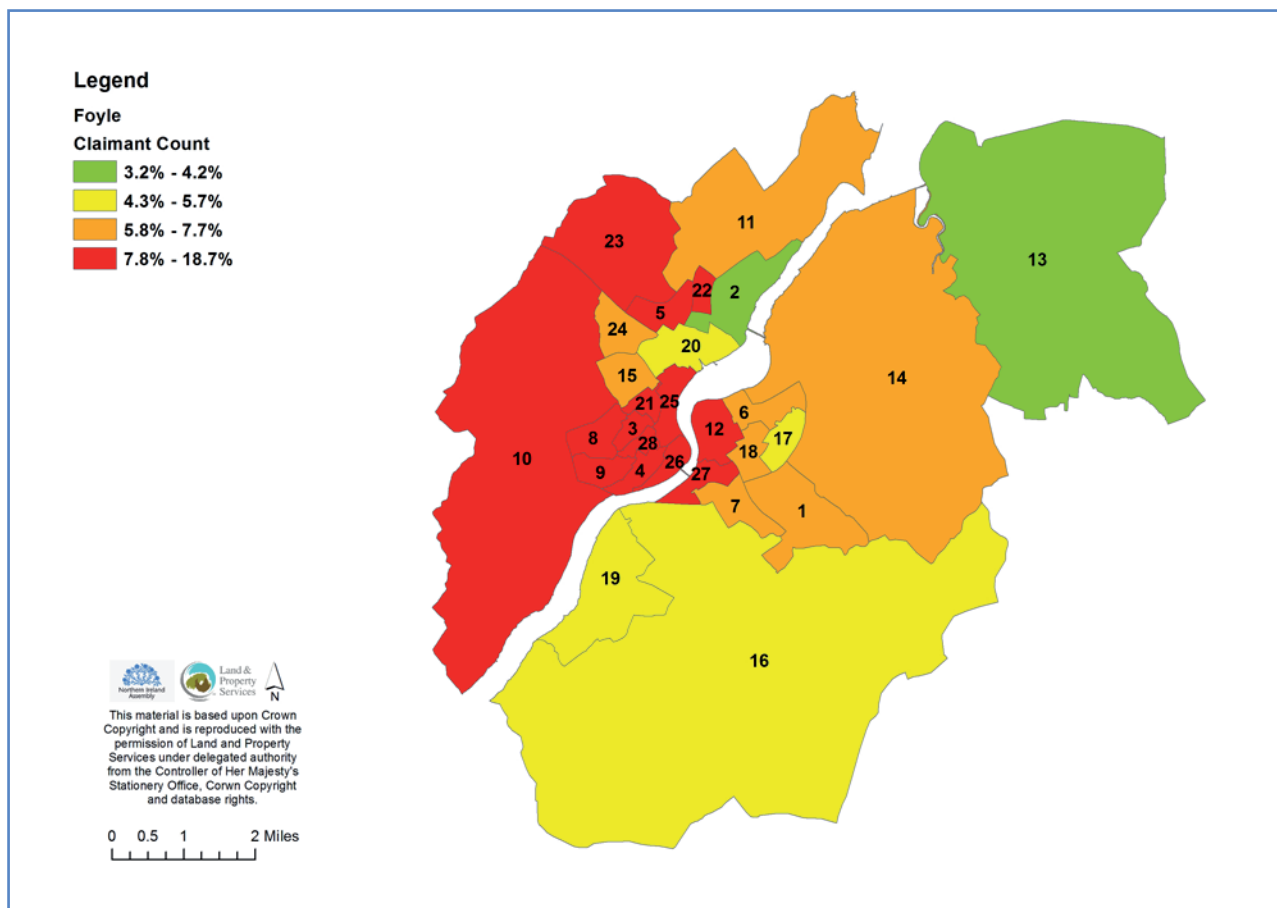 Legend
Foyle
Claimant Count
3.2% - 4.2%
4.3% - 5.7%
5.8% - 7.7%
7.8% - 18.7%
11
23
13
22
2
5
24
20
15
14
21
25
6
3
12
17
8
28
18
10
26
9
4
27
7
1
19
16
Northern Ireland
Assembly
Land &
Property
Services
N
This material is based upon Crown
Copyright and is reproduced with the
permission of Land and Property
Services under delegated authority
from the Controller of Her Majesty's
Stationery Office, Corwn Copyright
and database rights.
0 0.5 1 2 Miles